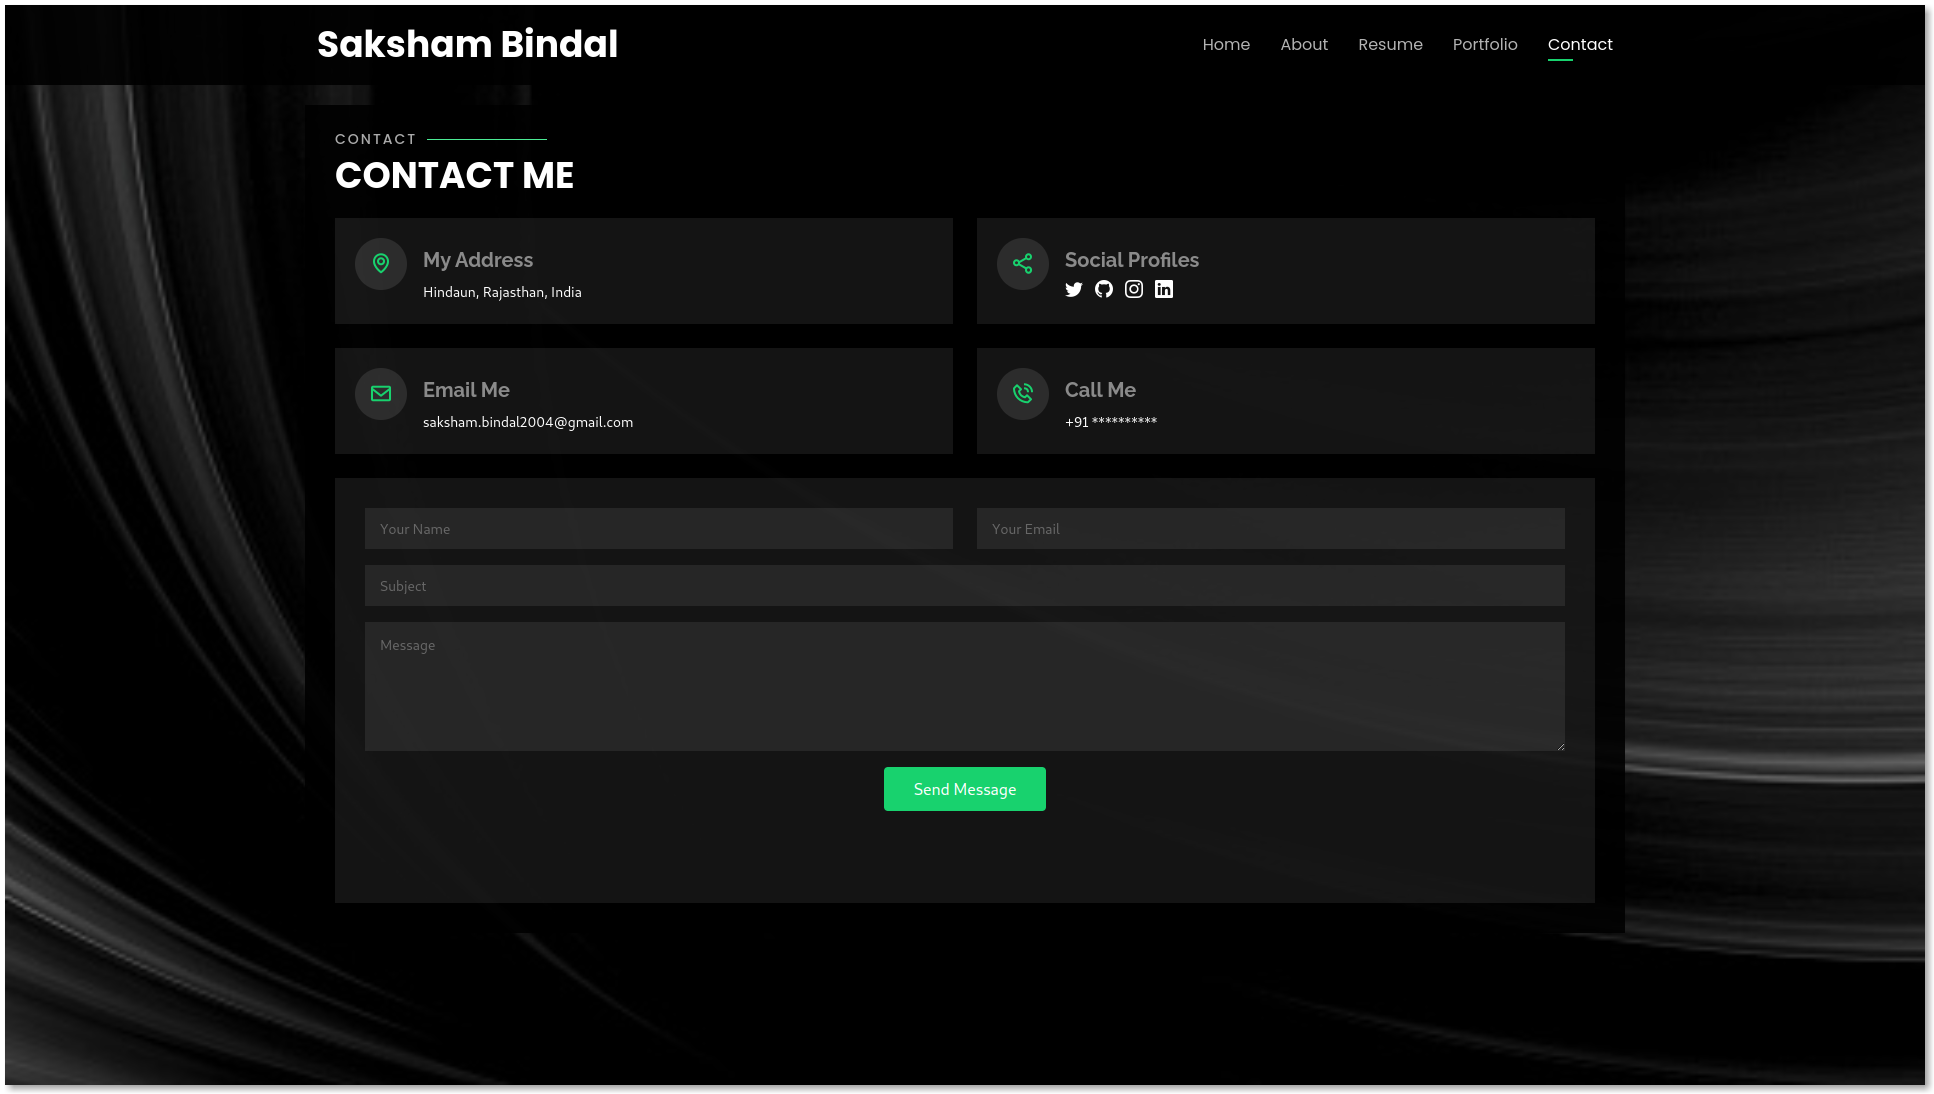 Saksham Bindal
Home About Resume Portfolio Contact
CONTACT
CONTACT ME
My Address
Hindaun, Rajasthan, India
Social Profiles
Email Me
saksham.bindal2004@gmail.com
Call Me
+91 **********
Your Name
Your Email
Subject
Message
Send Message